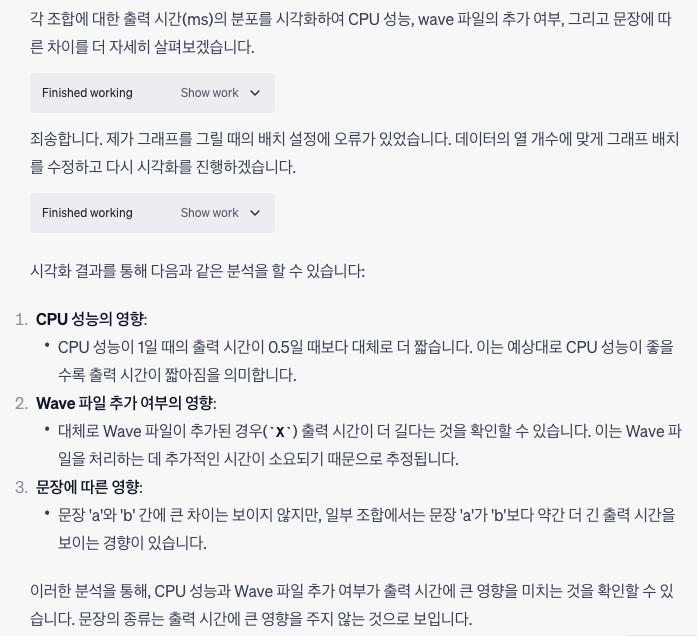 각 조합에 대한 출력 시간(ms)의 분포를 시각화하여 CPU 성능, wave 파일의 추가 여부, 그리고 문장에 따
른 차이를 더 자세히 살펴보겠습니다.
Finished working Show work
죄송합니다. 제가 그래프를 그릴 때의 배치 설정에 오류가 있었습니다. 데이터의 열 개수에 맞게 그래프 배치
를 수정하고 다시 시각화를 진행하겠습니다.
Finished working Show work
시각화 결과를 통해 다음과 같은 분석을 할 수 있습니다:
1. CPU 성능의 영향:
• CPU 성능이 1일 때의 출력 시간이 0.5일 때보다 대체로 더 짧습니다. 이는 예상대로 CPU 성능이 좋을
수록 출력 시간이 짧아짐을 의미합니다.
2. Wave 파일 추가 여부의 영향:
• 대체로 Wave 파일이 추가된 경우(`X`) 출력 시간이 더 길다는 것을 확인할 수 있습니다. 이는 Wave 파
일을 처리하는 데 추가적인 시간이 소요되기 때문으로 추정됩니다.
3. 문장에 따른 영향:
• 문장 'a'와 'b' 간에 큰 차이는 보이지 않지만, 일부 조합에서는 문장 'a'가 'b'보다 약간 더 긴 출력 시간을
보이는 경향이 있습니다.
이러한 분석을 통해, CPU 성능과 Wave 파일 추가 여부가 출력 시간에 큰 영향을 미치는 것을 확인할 수 있
습니다. 문장의 종류는 출력 시간에 큰 영향을 주지 않는 것으로 보입니다.